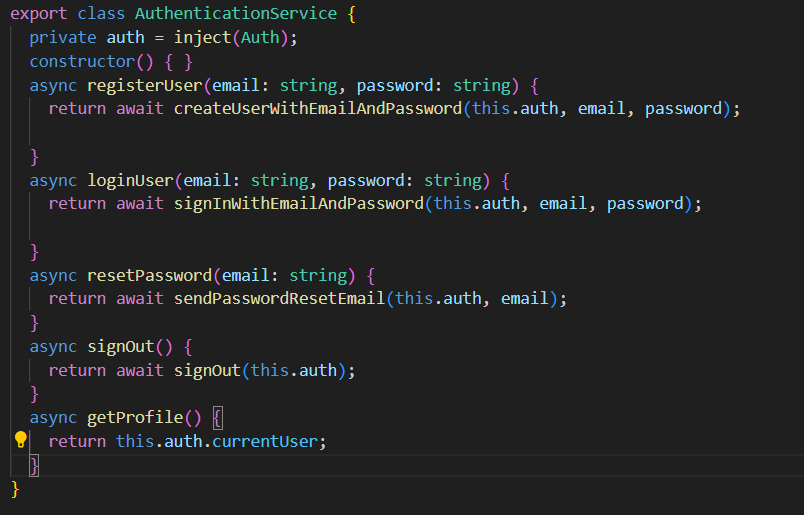 export class AuthenticationService {
private auth = inject(Auth);
constructor() { }
async registerUser(email: string, password: string) {
return await createUserWithEmailAndPassword(this.auth, email, password);
}
async loginUser(email: string, password: string) {
return await signInWithEmailAndPassword(this.auth, email, password);
}
async resetPassword(email: string) {
return await sendPasswordResetEmail(this.auth, email);
}
async signOut() {
return await signOut(this.auth);
}
async getProfile() {
return this.auth.currentUser;
}
}